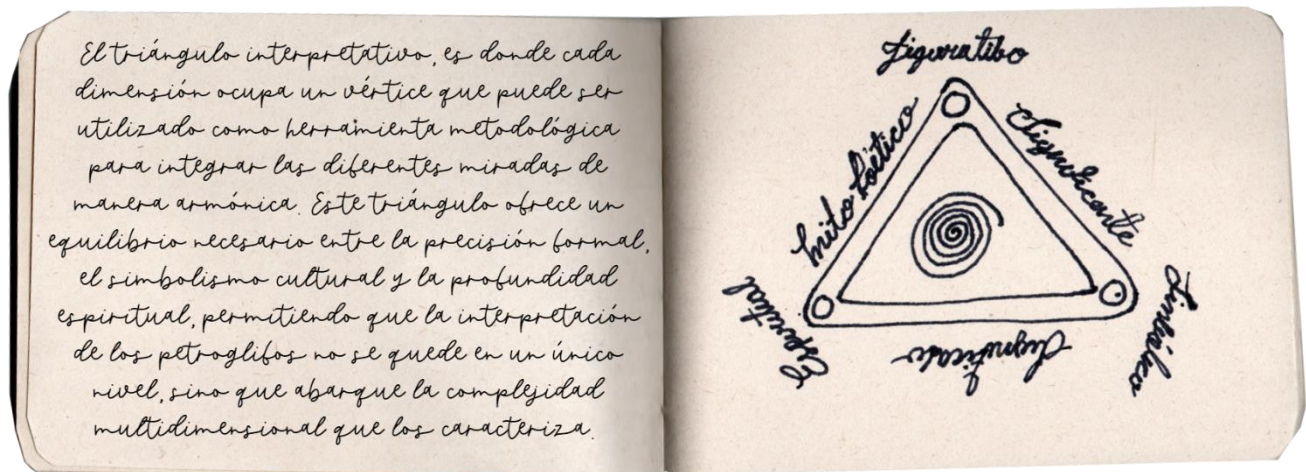 El triángulo interpretativo, es donde cada
dimensión ocupa un vértice que puede ser
utilizado como herramienta metodológica
para integrar las diferentes miradas de
manera armónica. Este triángulo ofrece un
equilibrio necesario entre la precisión formal,
el simbolismo cultural y la profundidad
espiritual, permitiendo que la interpretación
de los petroglifos no se quede en un único
nivel, sino que abarque la complejidad
multidimensional que los caracteriza.
Figuratibo
mito Poético
Significante
Espiritual
Significado
Simbólico